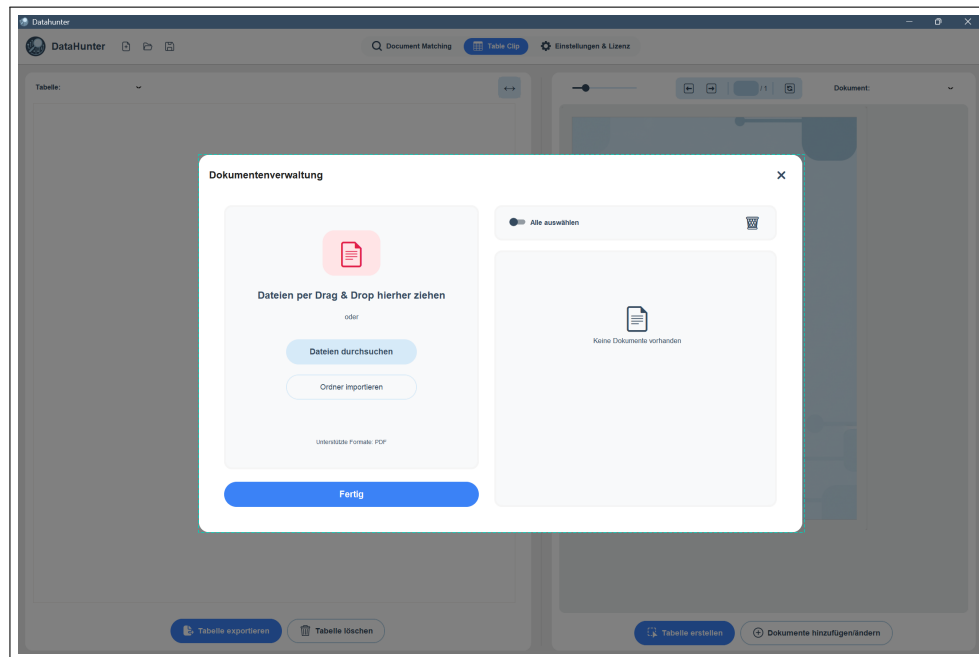 Datahunter
DataHunter
Document Matching
Table Clip
Einstellungen & Lizenz
Tabelle:
/ 1
Dokument:
Dokumentenverwaltung
Dateien per Drag & Drop hierher ziehen
oder
Dateien durchsuchen
Ordner importieren
Unterstützte Formate: PDF
Fertig
Alle auswählen
Keine Dokumente vorhanden
Tabelle exportieren
Tabelle löschen
Tabelle erstellen
Dokumente hinzufügen/ändern